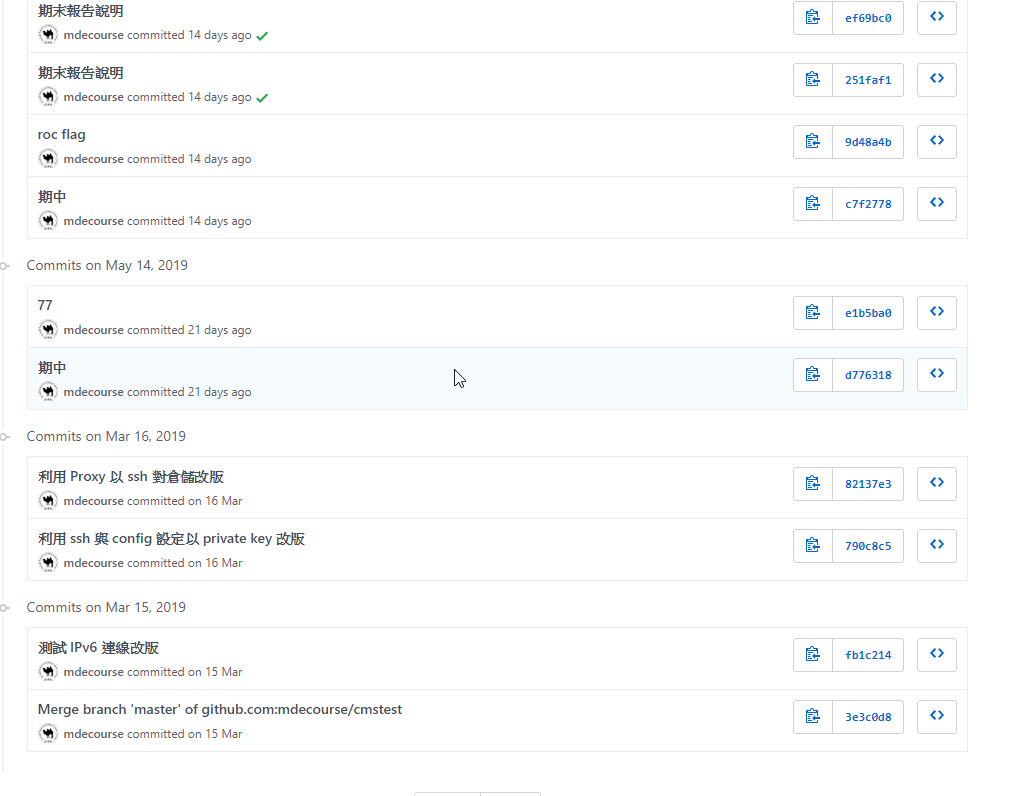 期末報告說明
mdecourse committed 14 days ago
ef69bc0
期末報告說明
mdecourse committed 14 days ago
251faf1
roc flag
mdecourse committed 14 days ago
9d48a4b
期中
mdecourse committed 14 days ago
c7f2778
Commits on May 14, 2019
77
mdecourse committed 21 days ago
e1b5ba0
期中
mdecourse committed 21 days ago
d776318
Commits on Mar 16, 2019
利用 Proxy 以 ssh 對倉儲改版
mdecourse committed on 16 Mar
82137e3
利用 ssh 與 config 設定以 private key 改版
mdecourse committed on 16 Mar
790c8c5
Commits on Mar 15, 2019
測試 IPv6 連線改版
mdecourse committed on 15 Mar
fb1c214
Merge branch 'master' of github.com:mdecourse/cmstest
mdecourse committed on 15 Mar
3e3c0d8